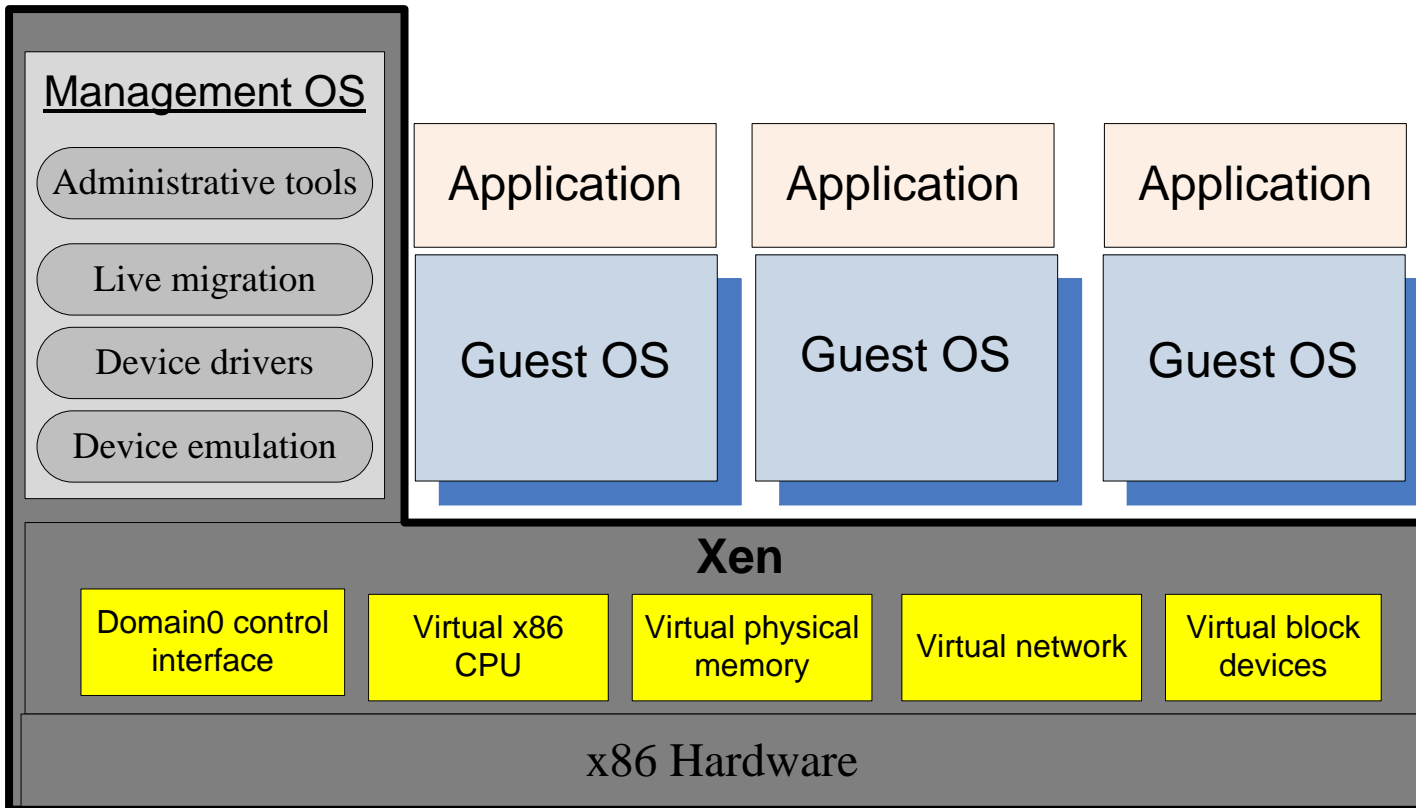 Management OS
Administrative tools
Live migration
Device drivers
Device emulation
Application
Application
Application
Guest OS
Guest OS
Guest OS
Xen
Domain0 control
interface
Virtual x86
CPU
Virtual physical
memory
Virtual network
Virtual block
devices
x86 Hardware